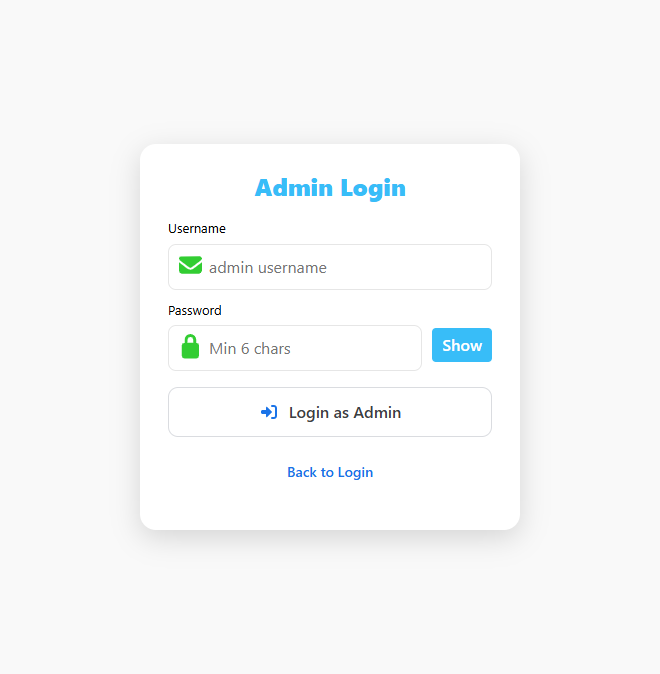 Admin Login
Username
admin username
Password
Min 6 chars
Show
Login as Admin
Back to Login